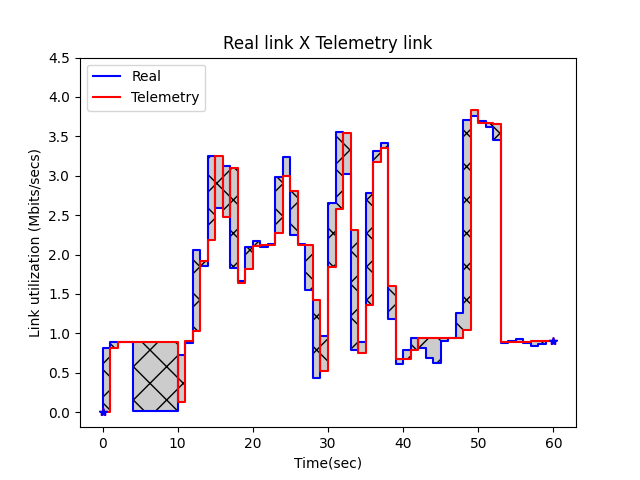 Real link X Telemetry link
Real
Telemetry
Link utilization (Mbits/secs)
4.5
4.0
3.5
3.0
2.5
2.0
1.5
1.0
0.5
0.0
0 10 20 30 40 50 60
Time(sec)